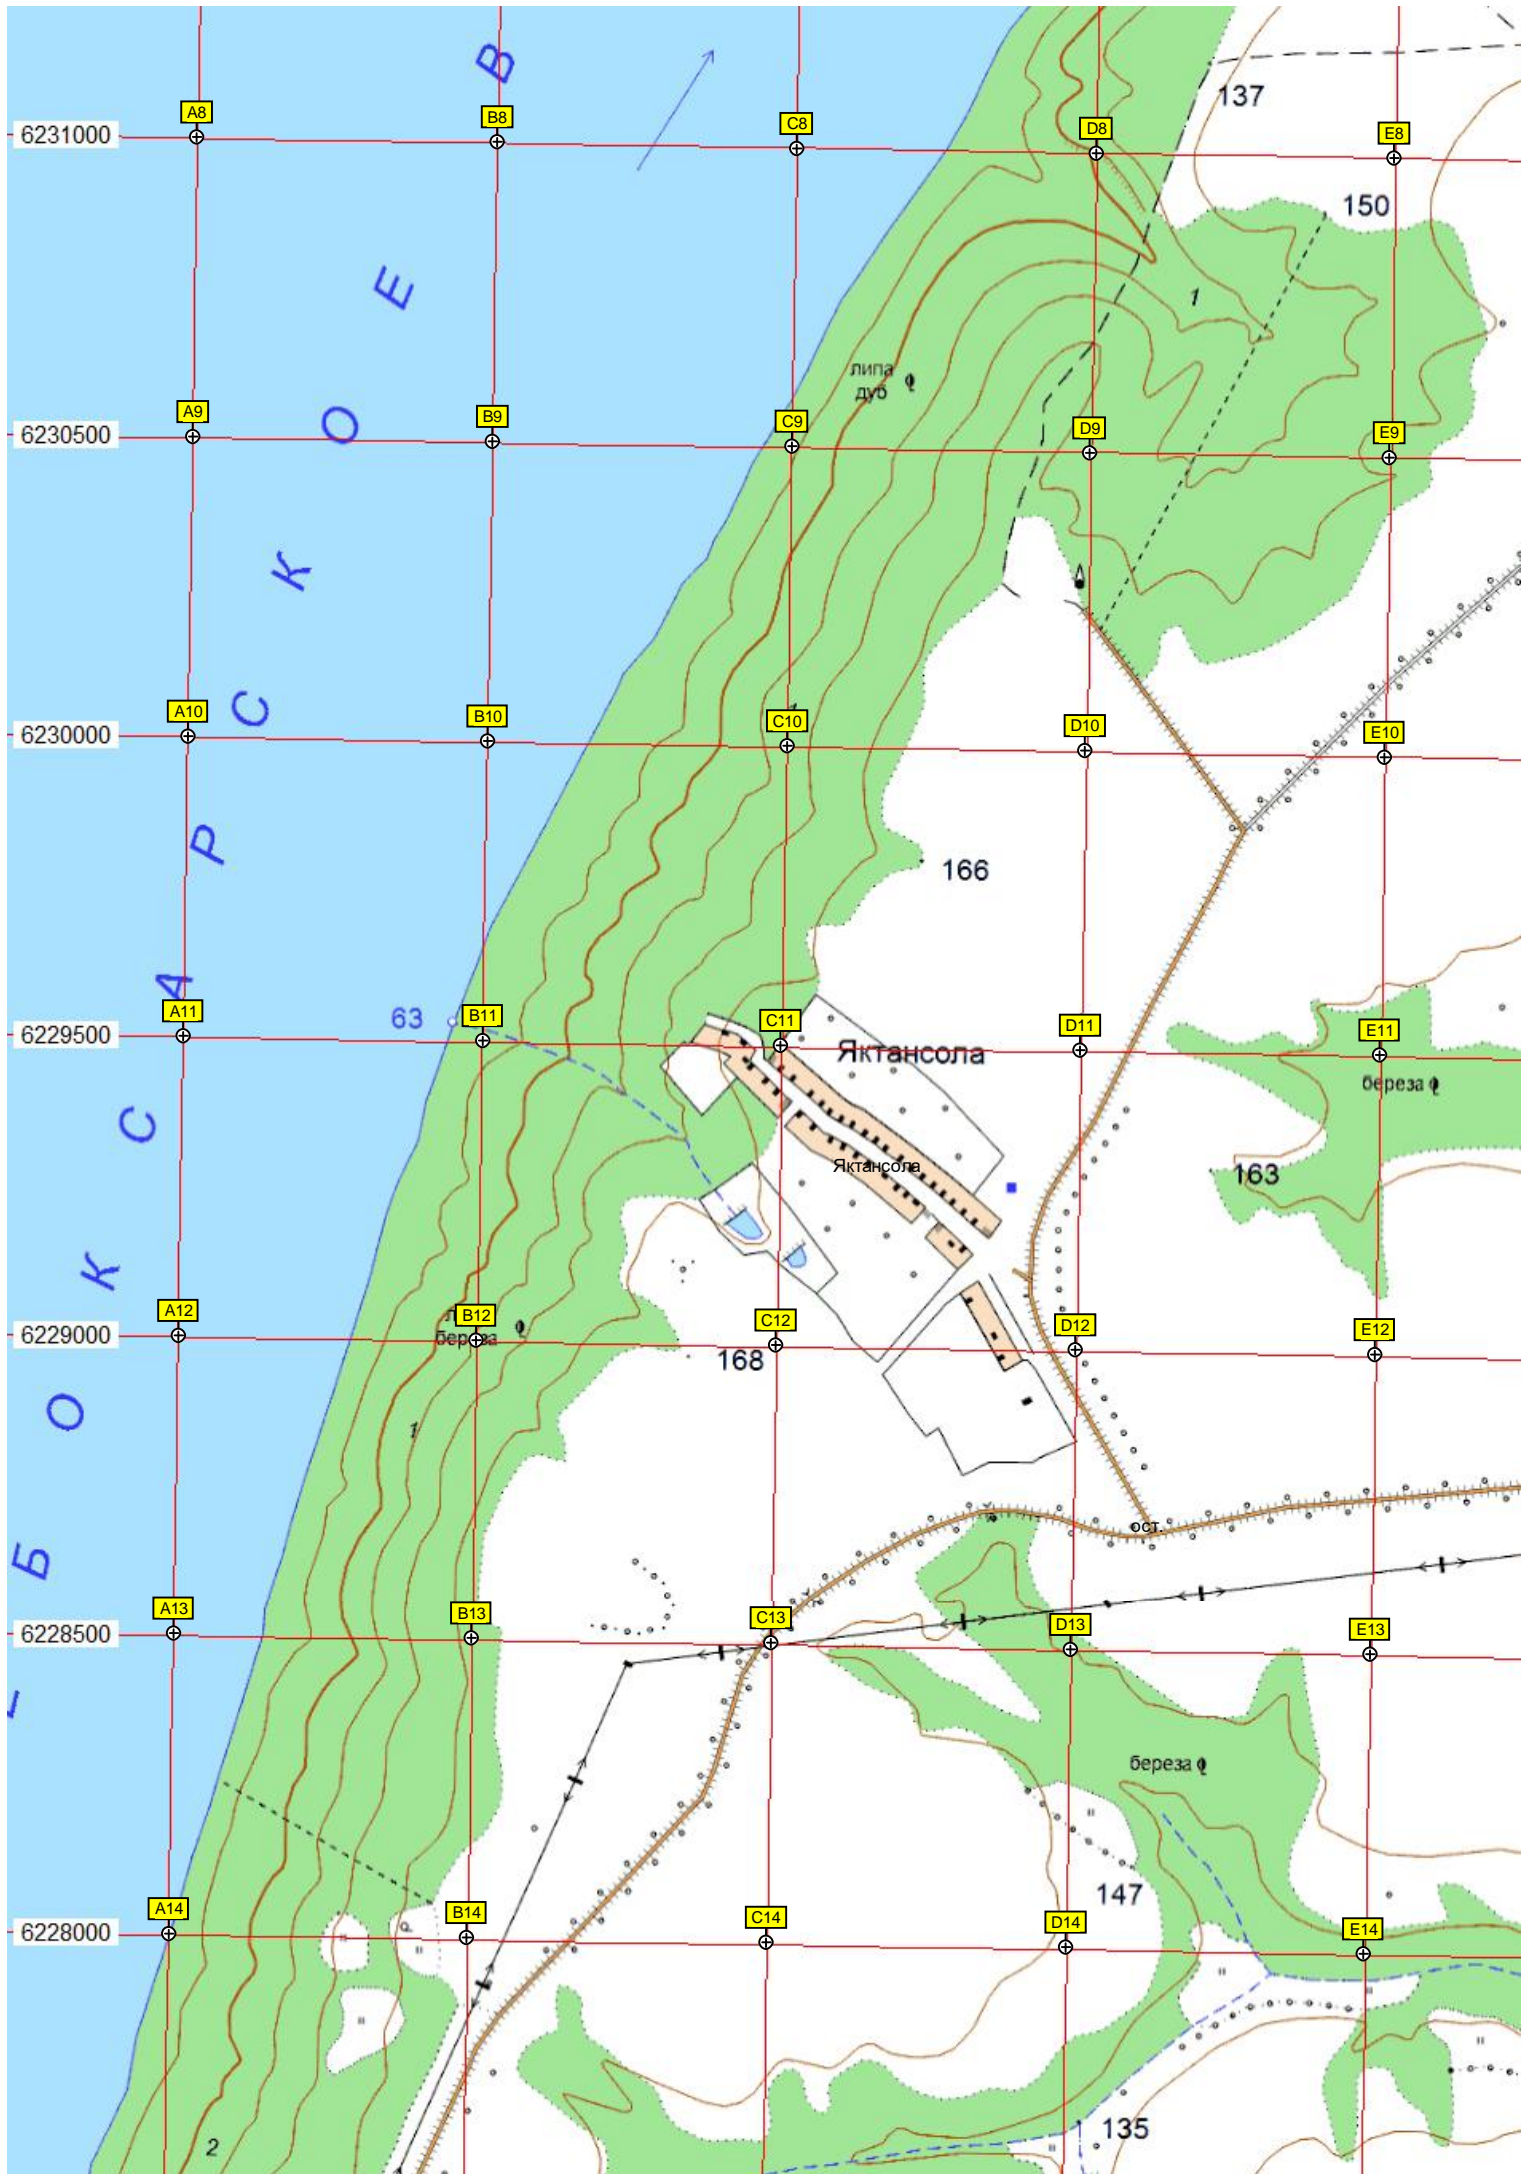 В
137
A8
B8
C8
D8
E8
6231000
150
Е
1
липа
дуб
A9
B9
C9
D9
E9
6230500
О
К
С
A10
B10
C10
D10
E10
6230000
Р
166
А
63
A11
B11
C11
D11
E11
6229500
Яктансола
береза
С
Яктансола
163
К
A12
B12
C12
D12
E12
6229000
береза
168
О
1
ост.
Б
A13
B13
C13
D13
E13
6228500
береза
147
A14
B14
C14
D14
E14
6228000
135
2